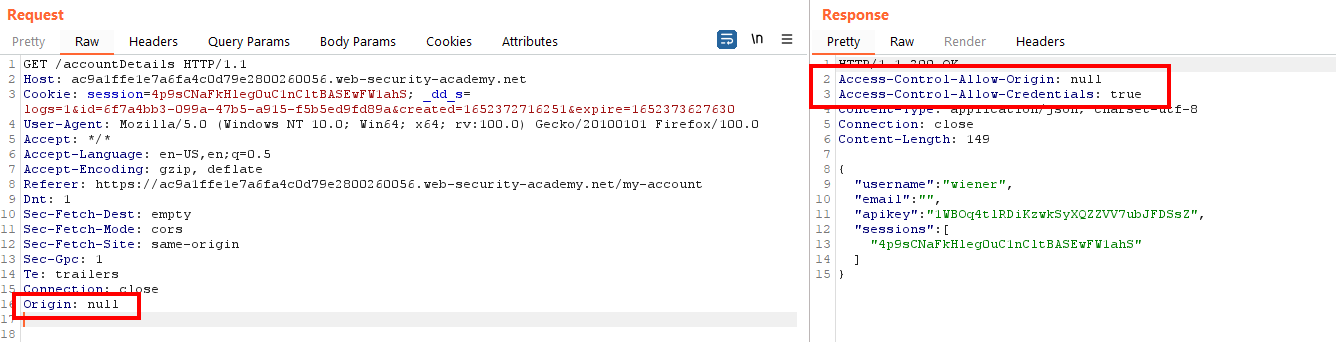 Request
Pretty Raw Headers Query Params Body Params Cookies Attributes \n
1 GET /accountDetails HTTP/1.1
2 Host: ac9a1ffe1e7a6fa4c0d79e2800260056.web-security-academy.net
3 Cookie: session=4p9sCNaFkHlegOuClnCltBASEwFW1ahS; _dd_s=
logs=1&id=6f7a4bb3-099a-47b5-a915-f5b5ed9fd89a&created=1652372716251&expire=1652373627630
4 User-Agent: Mozilla/5.0 (Windows NT 10.0; Win64; x64; rv:100.0) Gecko/20100101 Firefox/100.0
5 Accept: */*
6 Accept-Language: en-US,en;q=0.5
7 Accept-Encoding: gzip, deflate
8 Referer: https://ac9a1ffe1e7a6fa4c0d79e2800260056.web-security-academy.net/my-account
9 Dnt: 1
10 Sec-Fetch-Dest: empty
11 Sec-Fetch-Mode: cors
12 Sec-Fetch-Site: same-origin
13 Sec-Gpc: 1
14 Te: trailers
15 Connection: close
16 Origin: null
17
18
Response
Pretty Raw Render Headers
1 HTTP/1.1 200 OK
2 Access-Control-Allow-Origin: null
3 Access-Control-Allow-Credentials: true
4 Content-Type: application/json; charset=utf-8
5 Connection: close
6 Content-Length: 149
7
8 {
9 "username":"wiener",
10 "email":"",
11 "apikey":"1WBOq4tlRDiKzwkSyXQZZVV7ubJFDSsZ",
12 "sessions":[
13 "4p9sCNaFkHlegOuClnCltBASEwFW1ahS"
14 ]
15 }